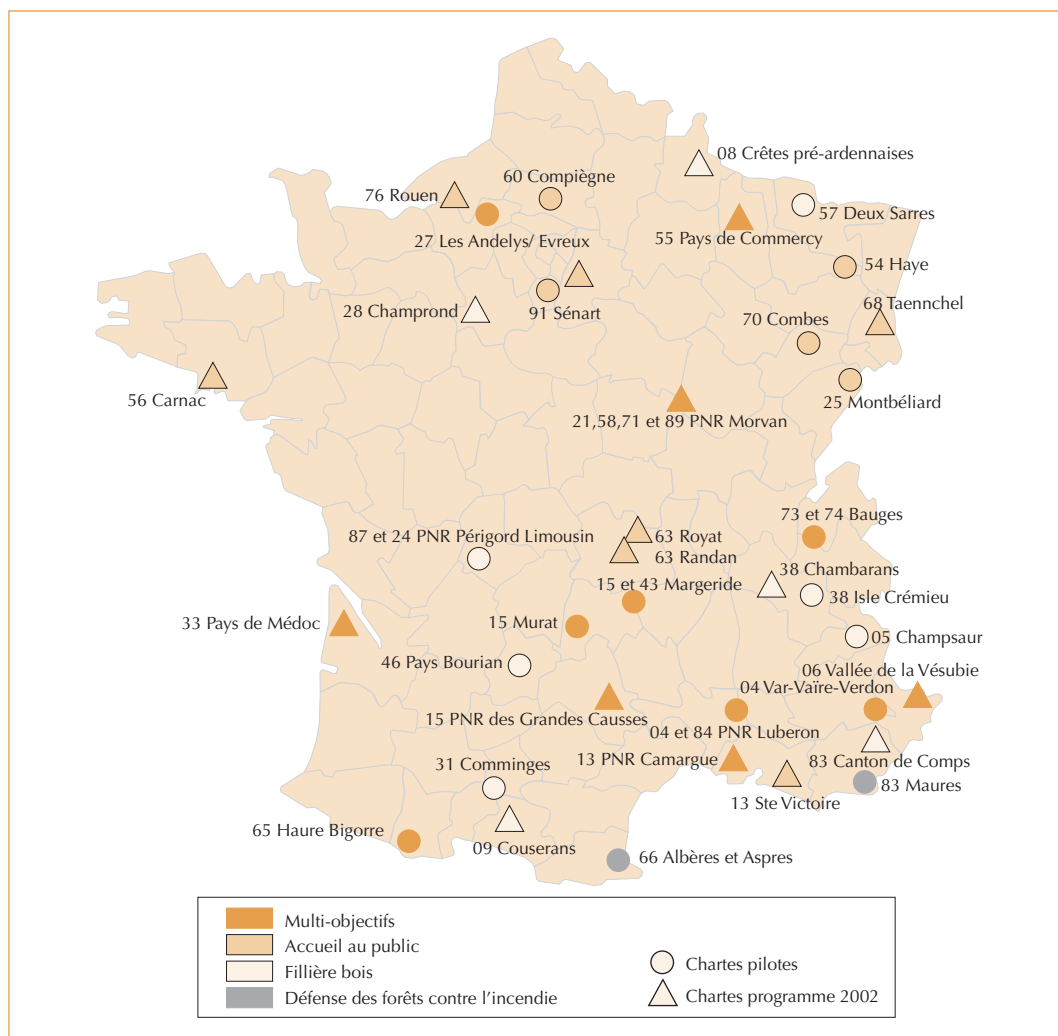 08 Crêtes pré-ardennaises
60 Compiègne
76 Rouen
57 Deux Sarres
27 Les Andelys/ Evreux
55 Pays de Commercy
54 Haye
68 Taennchel
28 Champrond
91 Sénart
70 Combes
56 Carnac
25 Montbéliard
21,58,71 et 89 PNR Morvan
73 et 74 Bauges
87 et 24 PNR Périgord Limousin
63 Royat
63 Randan
38 Chambarans
15 et 43 Margeride
38 Isle Crémieu
33 Pays de Médoc
15 Murat
05 Champsaur
46 Pays Bourian
06 Vallée de la Vésubie
04 Var-Vaïre-Verdon
15 PNR des Grandes Causses
04 et 84 PNR Luberon
31 Comminges
13 PNR Camargue
83 Canton de Comps
83 Maures
13 Ste Victoire
65 Haure Bigorre
09 Couserans
66 Albères et Aspres
Multi-objectifs
Accueil au public
Fillière bois
Défense des forêts contre l'incendie
Chartes pilotes
Chartes programme 2002